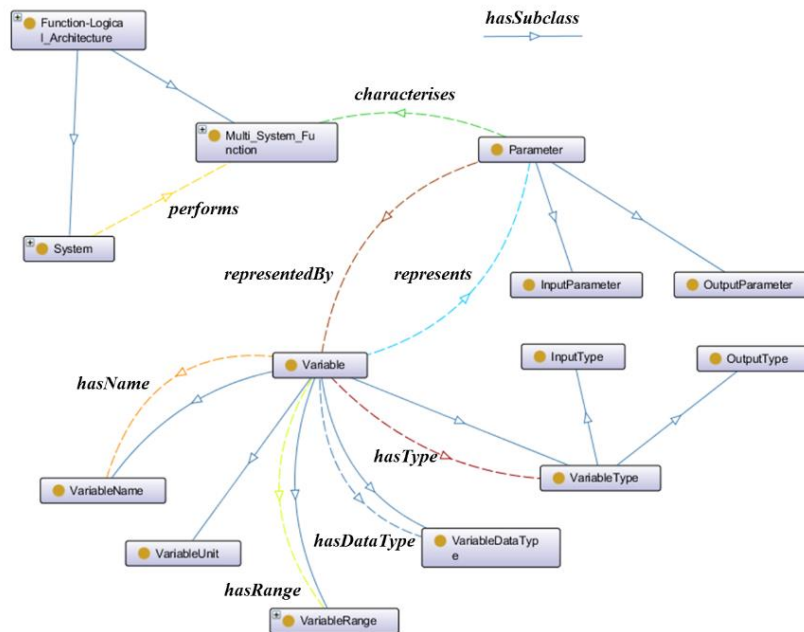 Function-Logica
l_Architecture
hasSubclass
characterises
Multi_System_Fu
nction
Parameter
performs
System
representedBy
represents
InputParameter
OutputParameter
InputType
OutputType
Variable
hasName
hasType
VariableName
VariableType
hasDataType
VariableUnit
VariableDataTyp
e
hasRange
VariableRange